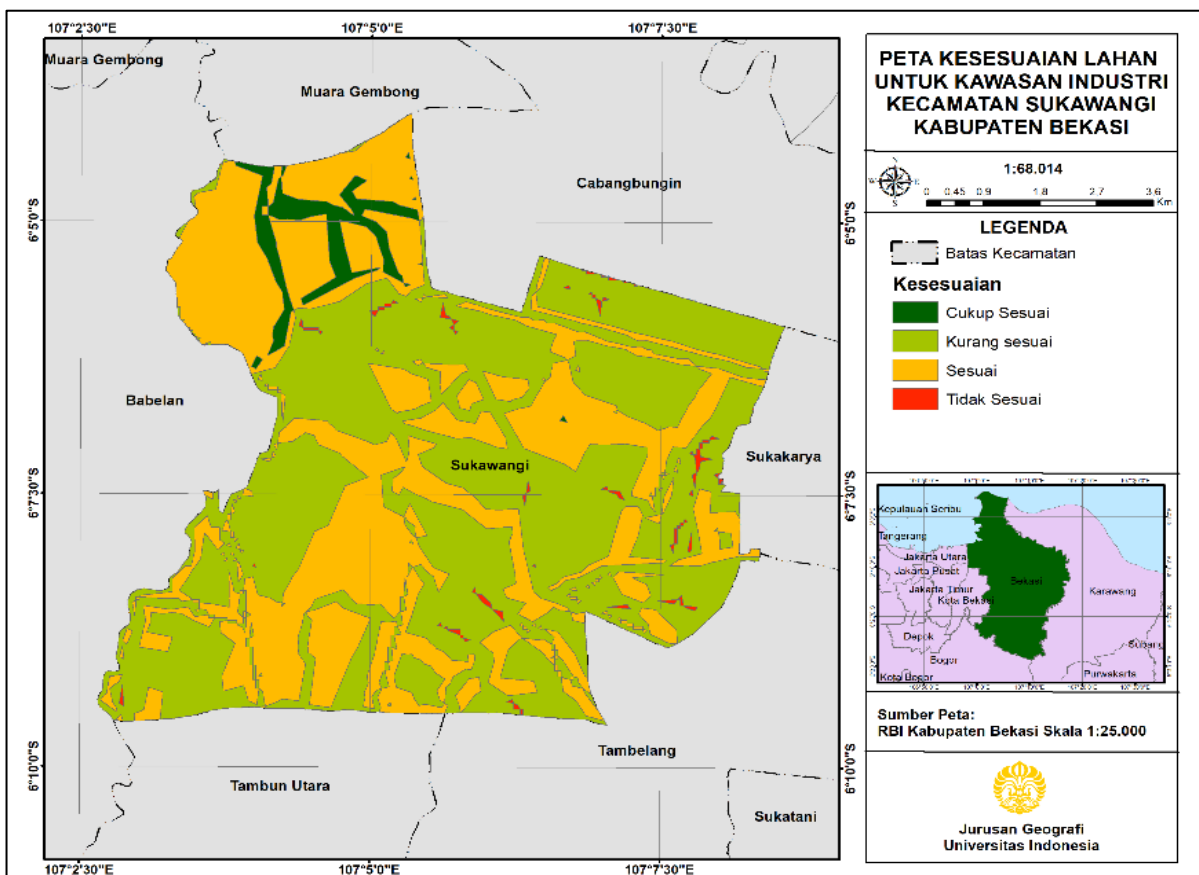 107°2'30"E
107°5'0"E
107°7'30"E
Muara Gembong
Muara Gembong
Cabangbungin
6°5'0"S
6°5'0"S
Babelan
Sukawangi
Sukakarya
6°7'30"S
6°7'30"S
Tambelang
6°10'0"S
6°10'0"S
Tambun Utara
Sukatani
107°2'30"E
107°5'0"E
107°7'30"E
PETA KESESUAIAN LAHAN
UNTUK KAWASAN INDUSTRI
KECAMATAN SUKAWANGI
KABUPATEN BEKASI
N
W
E
S
1:68.014
0 0.45 0.9 1.8 2.7 3.6
Km
LEGENDA
Batas Kecamatan
Kesesuaian
Cukup Sesuai
Kurang sesuai
Sesuai
Tidak Sesuai
Kepulauan Seribu
Tangerang
Jakarta Utara
Jakarta Pusat
Jakarta Timur
Kota Bekasi
Bekasi
Karawang
Depok
Bogor
Kota Bogor
Subang
Purwakarta
Sumber Peta:
RBI Kabupaten Bekasi Skala 1:25.000
Jurusan Geografi
Universitas Indonesia